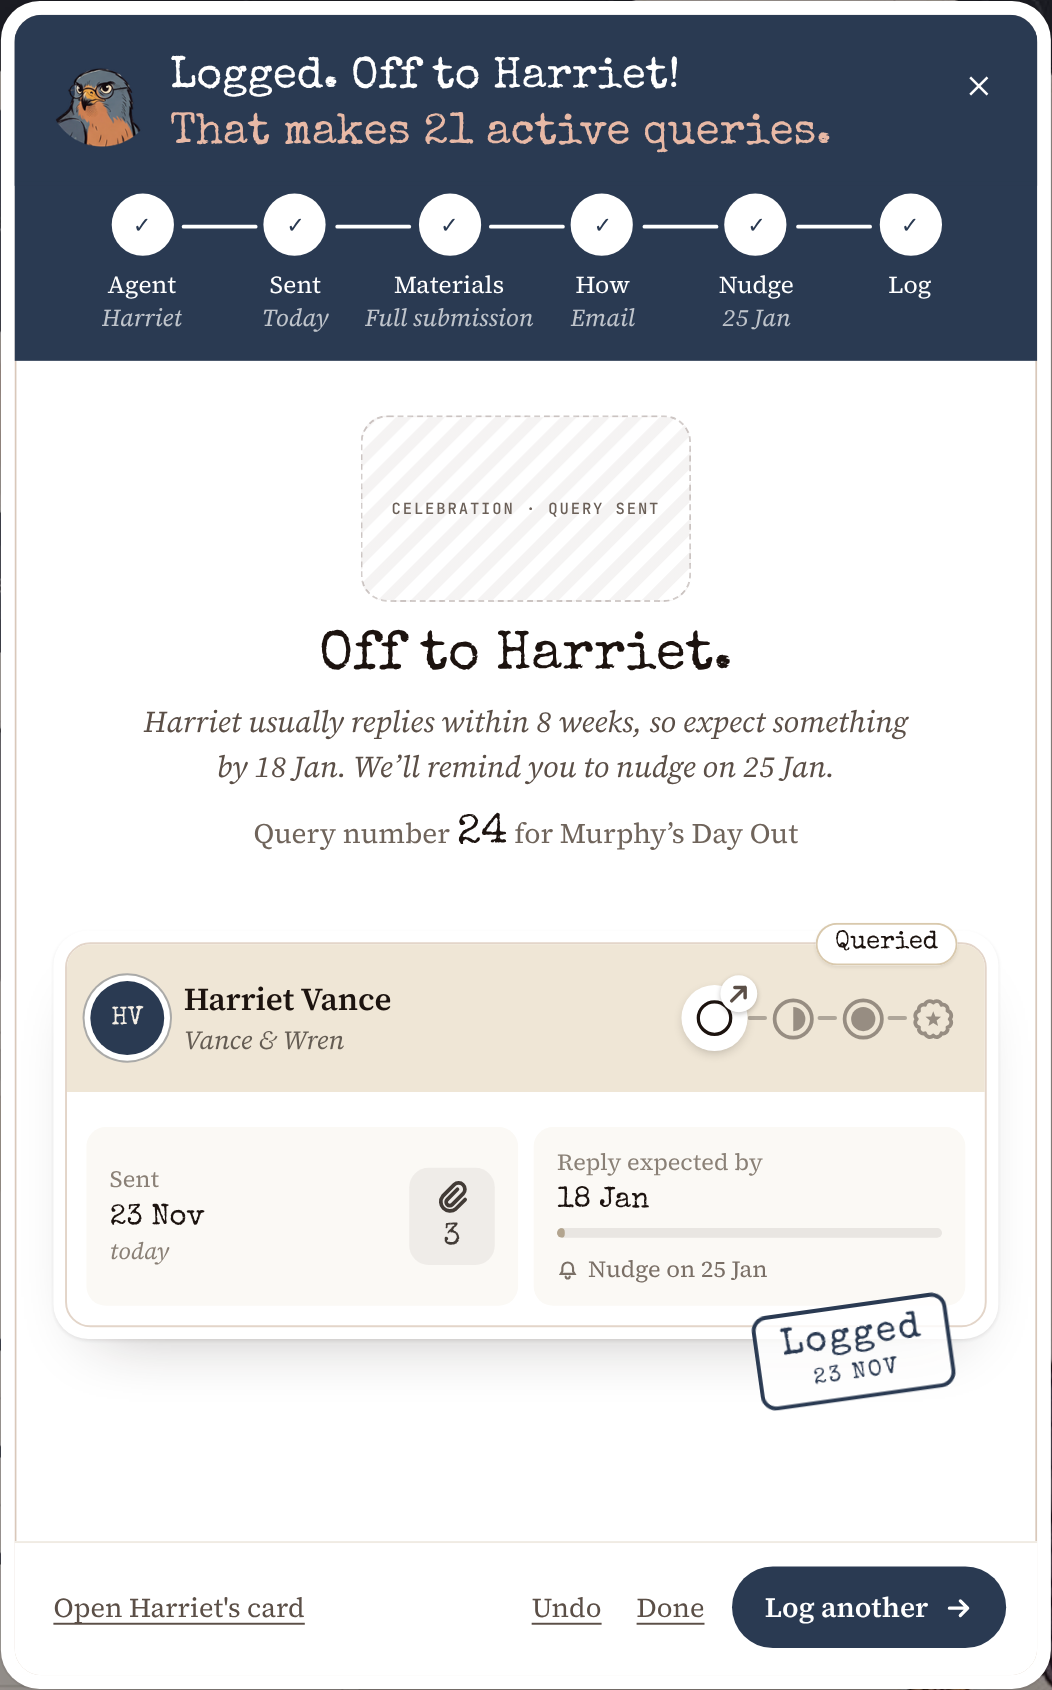 Logged. Off to Harriet!
That makes 21 active queries.
✓ ✓ ✓ ✓ ✓ ✓
Agent Sent Materials How Nudge Log
Harriet Today Full submission Email 25 Jan
CELEBRATION · QUERY SENT
Off to Harriet.
Harriet usually replies within 8 weeks, so expect something
by 18 Jan. We’ll remind you to nudge on 25 Jan.
Query number 24 for Murphy’s Day Out
Queried
HV
Harriet Vance
Vance & Wren
Sent
23 Nov
today
3
Reply expected by
18 Jan
Nudge on 25 Jan
Logged
23 NOV
Open Harriet's card
Undo
Done
Log another →